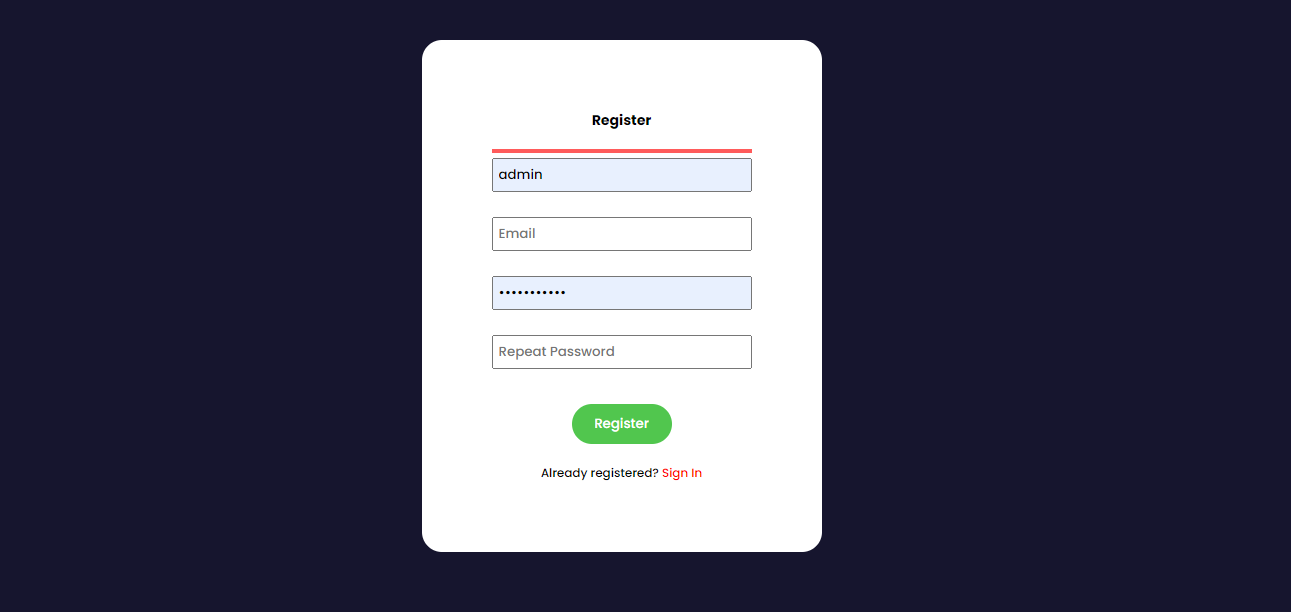 Register
admin
Email
•••••••••••
Repeat Password
Register
Already registered? Sign In